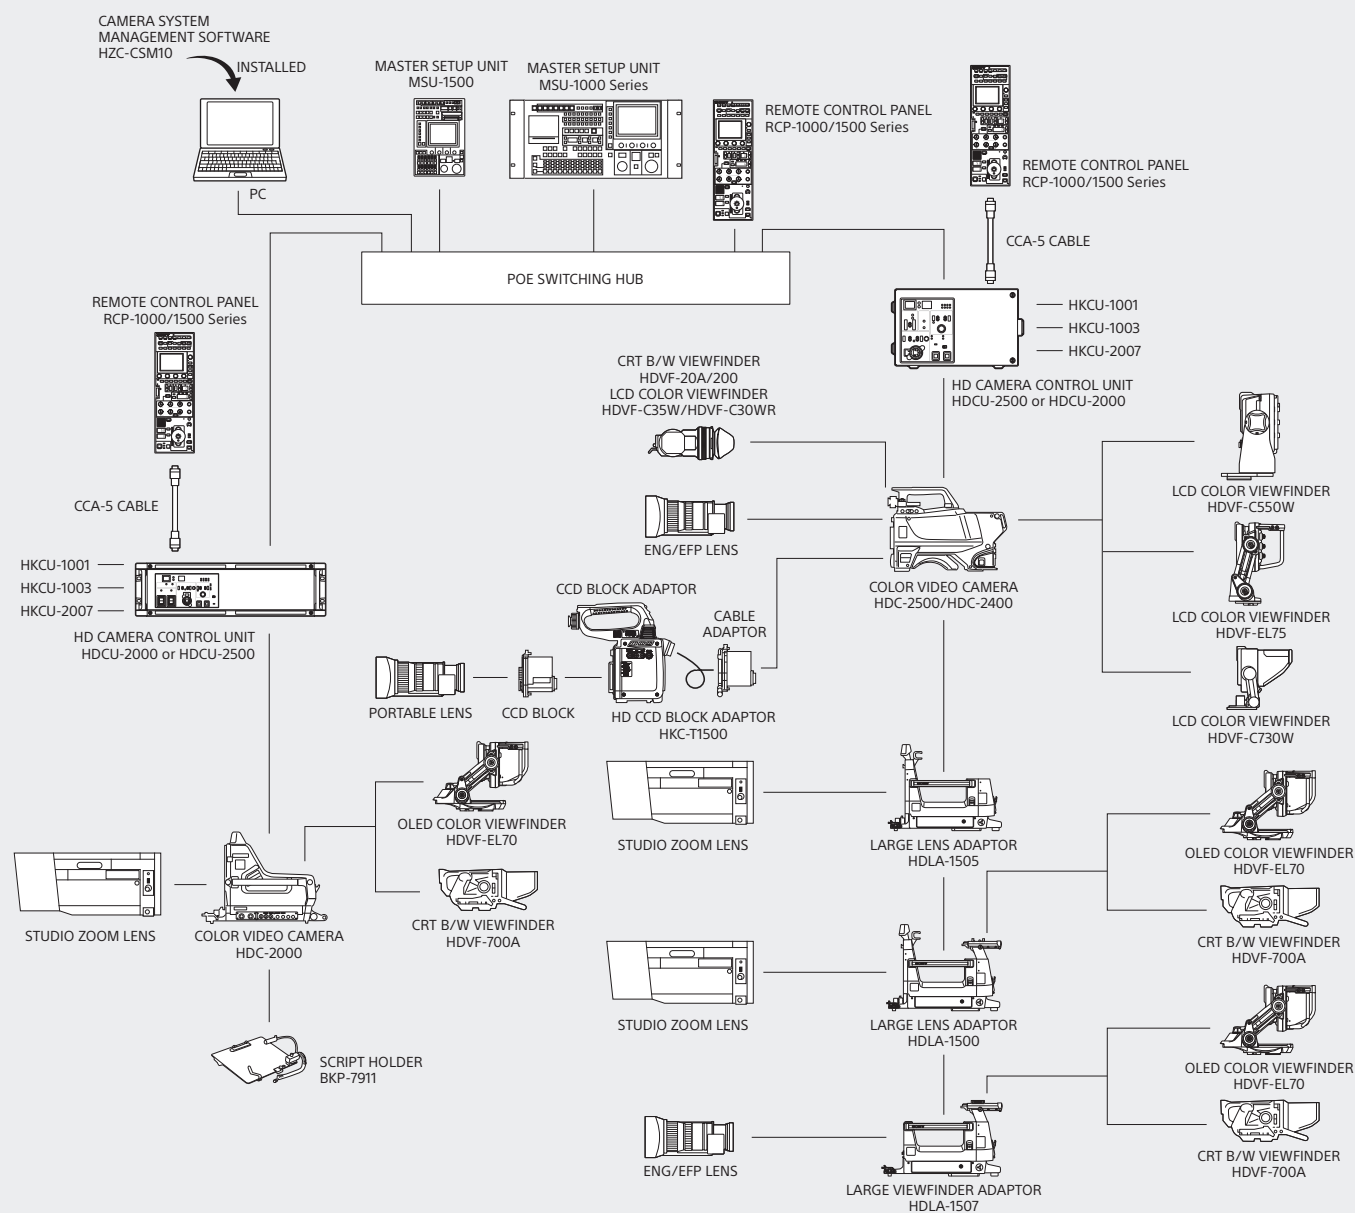 CAMERA SYSTEM
MANAGEMENT SOFTWARE
HZC-CSM10
INSTALLED
PC
MASTER SETUP UNIT
MSU-1500
MASTER SETUP UNIT
MSU-1000 Series
REMOTE CONTROL PANEL
RCP-1000/1500 Series
REMOTE CONTROL PANEL
RCP-1000/1500 Series
CCA-5 CABLE
POE SWITCHING HUB
HKCU-1001
HKCU-1003
HKCU-2007
HD CAMERA CONTROL UNIT
HDCU-2500 or HDCU-2000
REMOTE CONTROL PANEL
RCP-1000/1500 Series
CCA-5 CABLE
HKCU-1001
HKCU-1003
HKCU-2007
HD CAMERA CONTROL UNIT
HDCU-2000 or HDCU-2500
CRT B/W VIEWFINDER
HDVF-20A/200
LCD COLOR VIEWFINDER
HDVF-C35W/HDVF-C30WR
ENG/EFP LENS
COLOR VIDEO CAMERA
HDC-2500/HDC-2400
LCD COLOR VIEWFINDER
HDVF-C550W
LCD COLOR VIEWFINDER
HDVF-EL75
LCD COLOR VIEWFINDER
HDVF-C730W
CCD BLOCK ADAPTOR
CABLE
ADAPTOR
PORTABLE LENS
CCD BLOCK
HD CCD BLOCK ADAPTOR
HKC-T1500
OLED COLOR VIEWFINDER
HDVF-EL70
CRT B/W VIEWFINDER
HDVF-700A
STUDIO ZOOM LENS
COLOR VIDEO CAMERA
HDC-2000
SCRIPT HOLDER
BKP-7911
STUDIO ZOOM LENS
LARGE LENS ADAPTOR
HDLA-1505
OLED COLOR VIEWFINDER
HDVF-EL70
CRT B/W VIEWFINDER
HDVF-700A
STUDIO ZOOM LENS
LARGE LENS ADAPTOR
HDLA-1500
OLED COLOR VIEWFINDER
HDVF-EL70
CRT B/W VIEWFINDER
HDVF-700A
ENG/EFP LENS
LARGE VIEWFINDER ADAPTOR
HDLA-1507